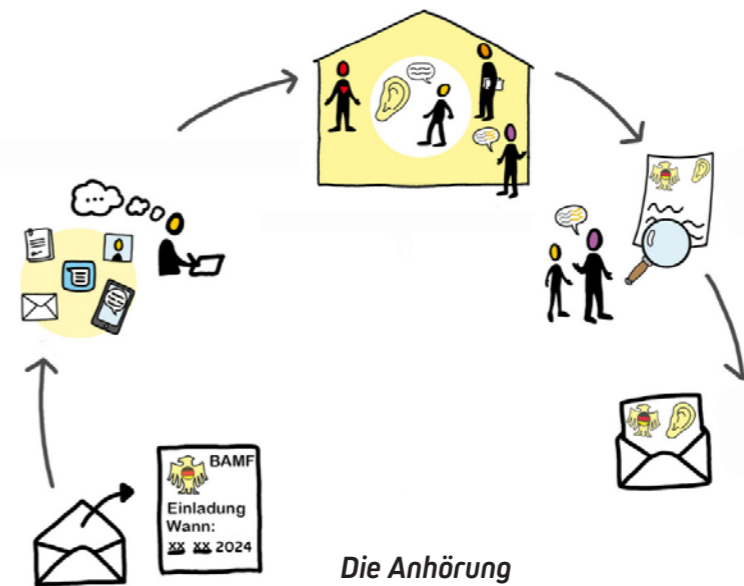 ...
BAMF
Einladung
Wann:
xx xx 2024
Die Anhörung